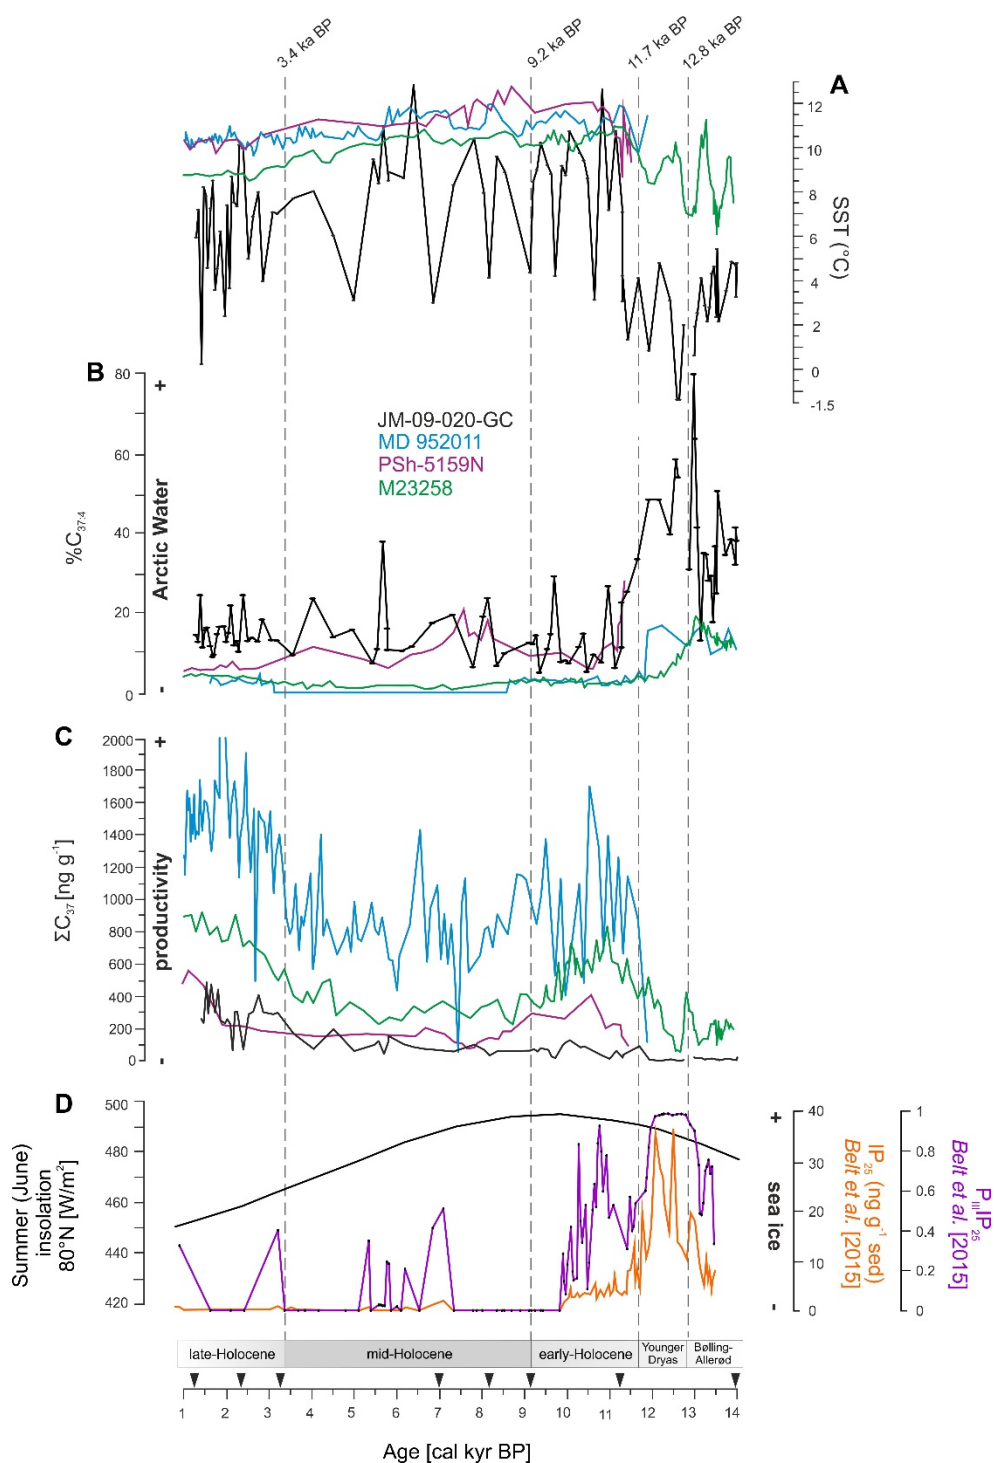 3.4 ka BP
9.2 ka BP
11.7 ka BP
12.8 ka BP
A
12
10
8
6
4
2
0
-1.5
SST (°C)
B
80
60
40
20
0
%C37:4
+
Arctic Water
-
JM-09-020-GC
MD 952011
PSh-5159N
M23258
C
2000
1800
1600
1400
1200
1000
800
600
400
200
0
ΣC37 [ng g-1]
+
productivity
-
D
500
490
480
460
440
420
Summer (June)
insolation
80°N [W/m2]
+
sea ice
-
40
30
20
10
0
IP25 (ng g-1 sed)
Belt et al. [2015]
1
0.8
0.6
0.4
0.2
0
PIIIIP25
Belt et al. [2015]
late-Holocene
mid-Holocene
early-Holocene
Younger
Dryas
Bølling-
Allerød
1 2 3 4 5 6 7 8 9 10 11 12 13 14
Age [cal kyr BP]